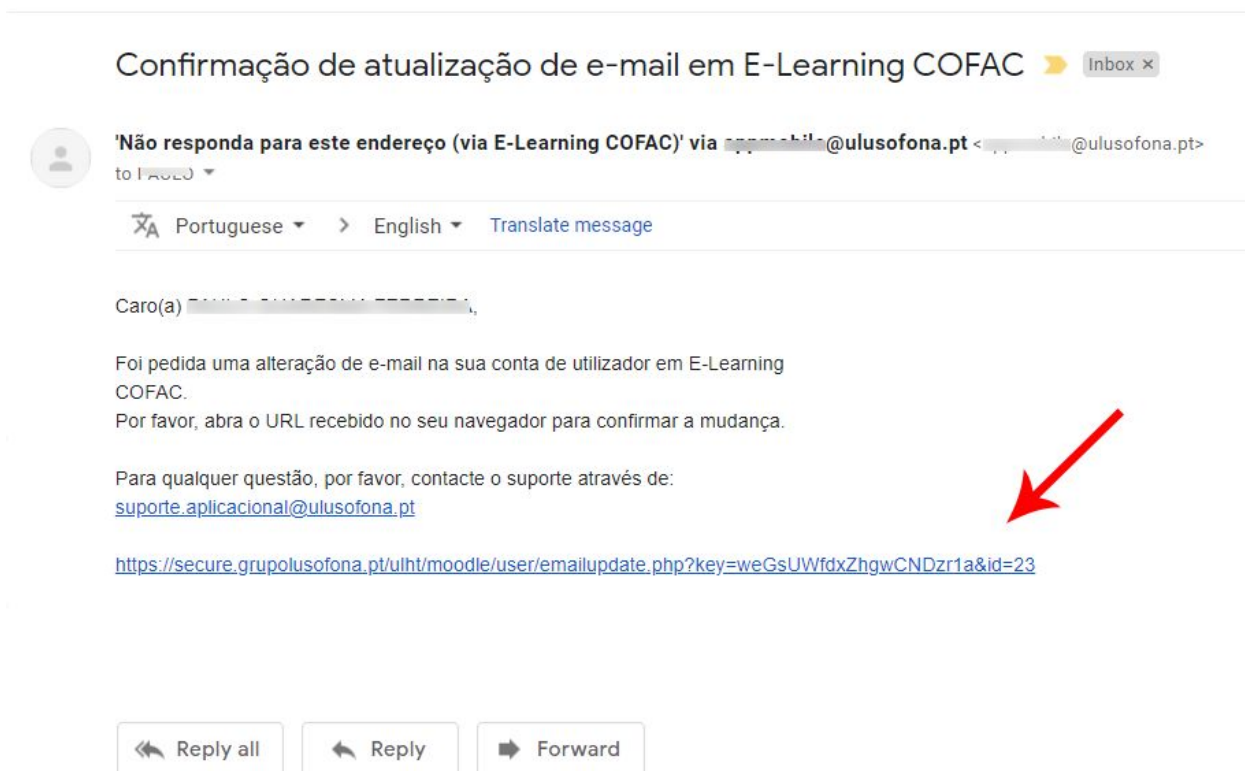 Confirmação de atualização de e-mail em E-Learning COFAC Inbox ×
'Não responda para este endereço (via E-Learning COFAC)' via @ulusofona.pt < @ulusofona.pt>
to
Portuguese > English Translate message
Caro(a) ,
Foi pedida uma alteração de e-mail na sua conta de utilizador em E-Learning
COFAC.
Por favor, abra o URL recebido no seu navegador para confirmar a mudança.
Para qualquer questão, por favor, contacte o suporte através de:
suporte.aplicacional@ulusofona.pt
https://secure.grupolusofona.pt/ulht/moodle/user/emailupdate.php?key=weGsUWfdxZhgwCNDzr1a&id=23
Reply all Reply Forward